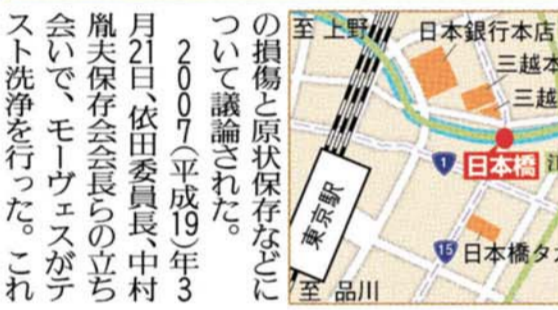 の損傷と原状保存などに
ついて議論された。
2007(平成19)年3
月21日、依田委員長、中村
胤夫保存会会長らの立ち
会いで、モーヴェスがテ
スト洗浄を行った。これ
至 上野
日本銀行本店
三越本
三越
1
日本橋
江
東京駅
15
日本橋タ
至 品川